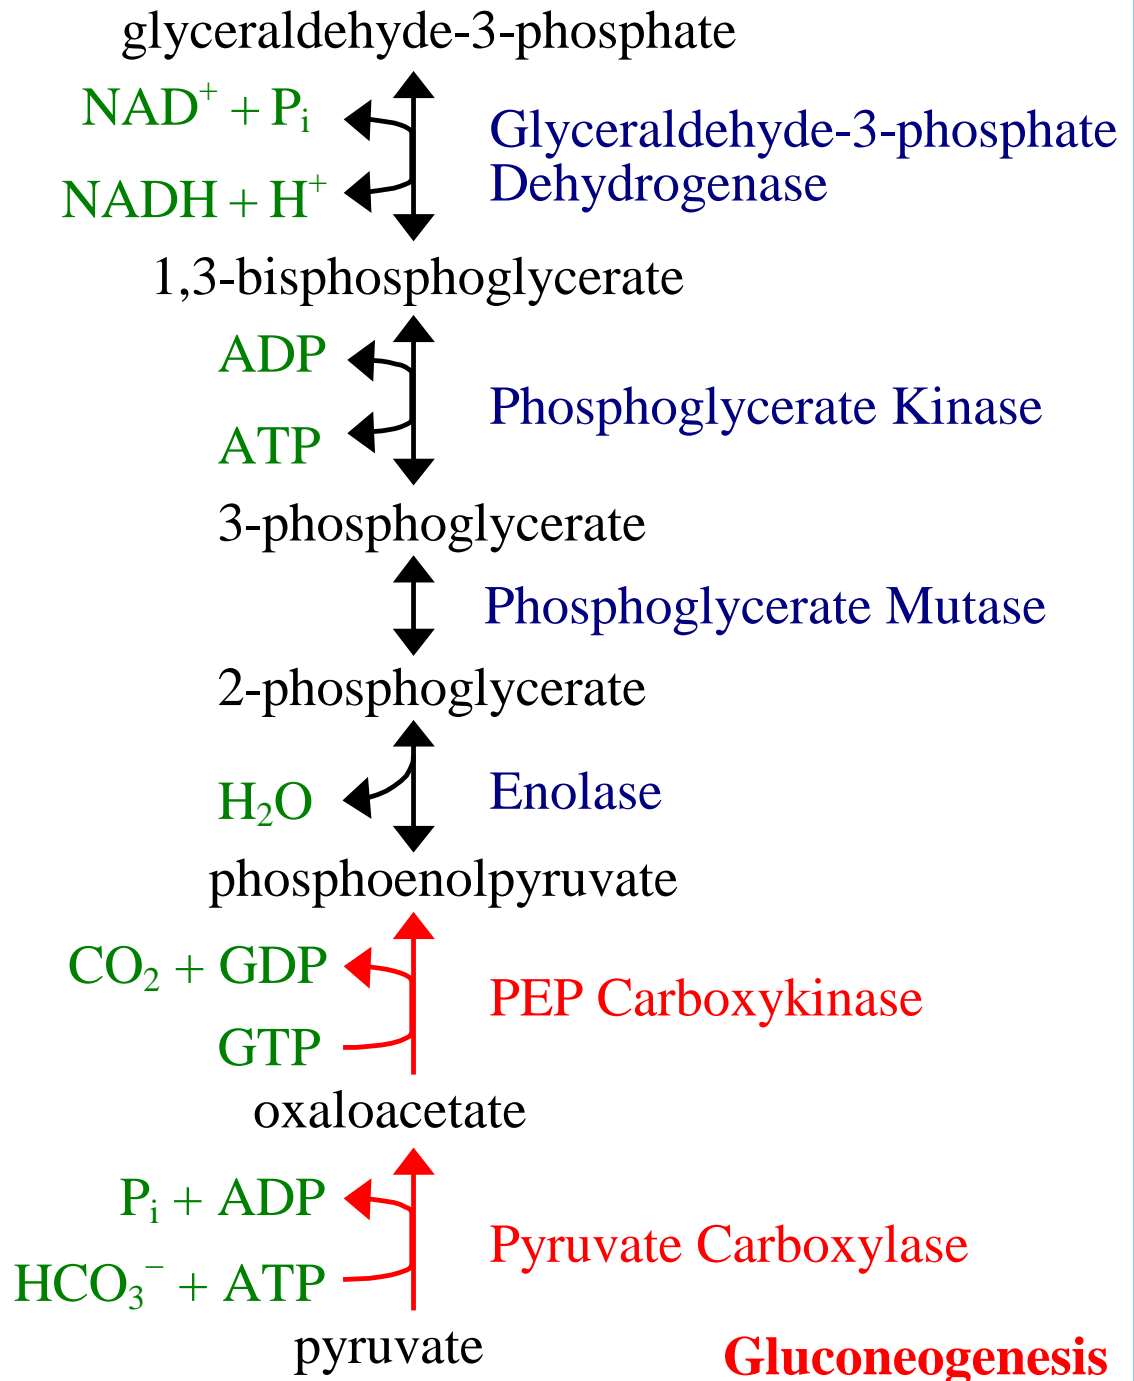 glyceraldehyde-3-phosphate
NAD⁺ + Pᵢ
Glyceraldehyde-3-phosphate
Dehydrogenase
NADH + H⁺
1,3-bisphosphoglycerate
ADP
Phosphoglycerate Kinase
ATP
3-phosphoglycerate
Phosphoglycerate Mutase
2-phosphoglycerate
H₂O
Enolase
phosphoenolpyruvate
CO₂ + GDP
PEP Carboxykinase
GTP
oxaloacetate
Pᵢ + ADP
Pyruvate Carboxylase
HCO₃⁻ + ATP
pyruvate
Gluconeogenesis